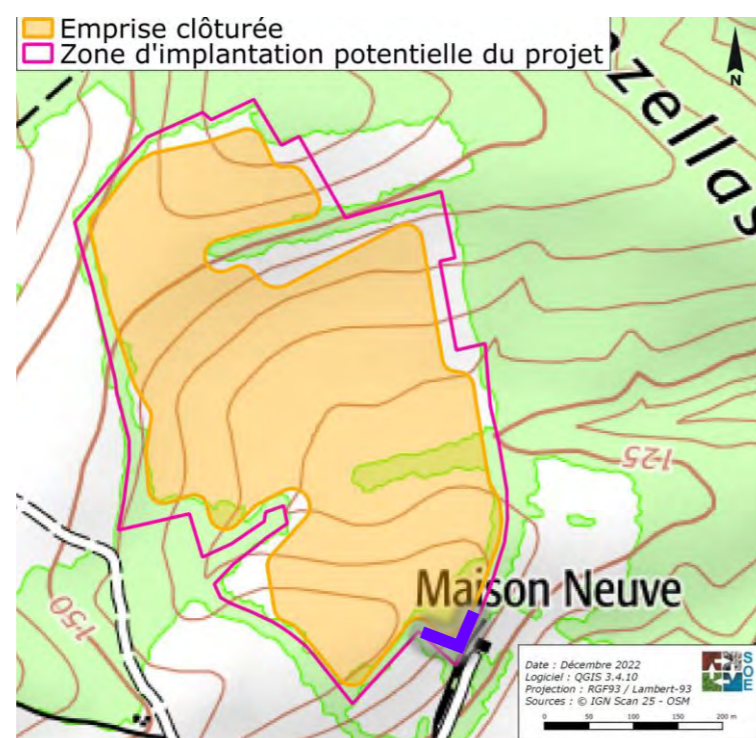 Emprise clôturée
Zone d'implantation potentielle du projet
N
zellas
125
Maison Neuve
150
Date : Décembre 2022
Logiciel : QGIS 3.4.10
Projection : RGF93 / Lambert-93
Sources : © IGN Scan 25 - OSM
0 50 100 150 200 m
SOE